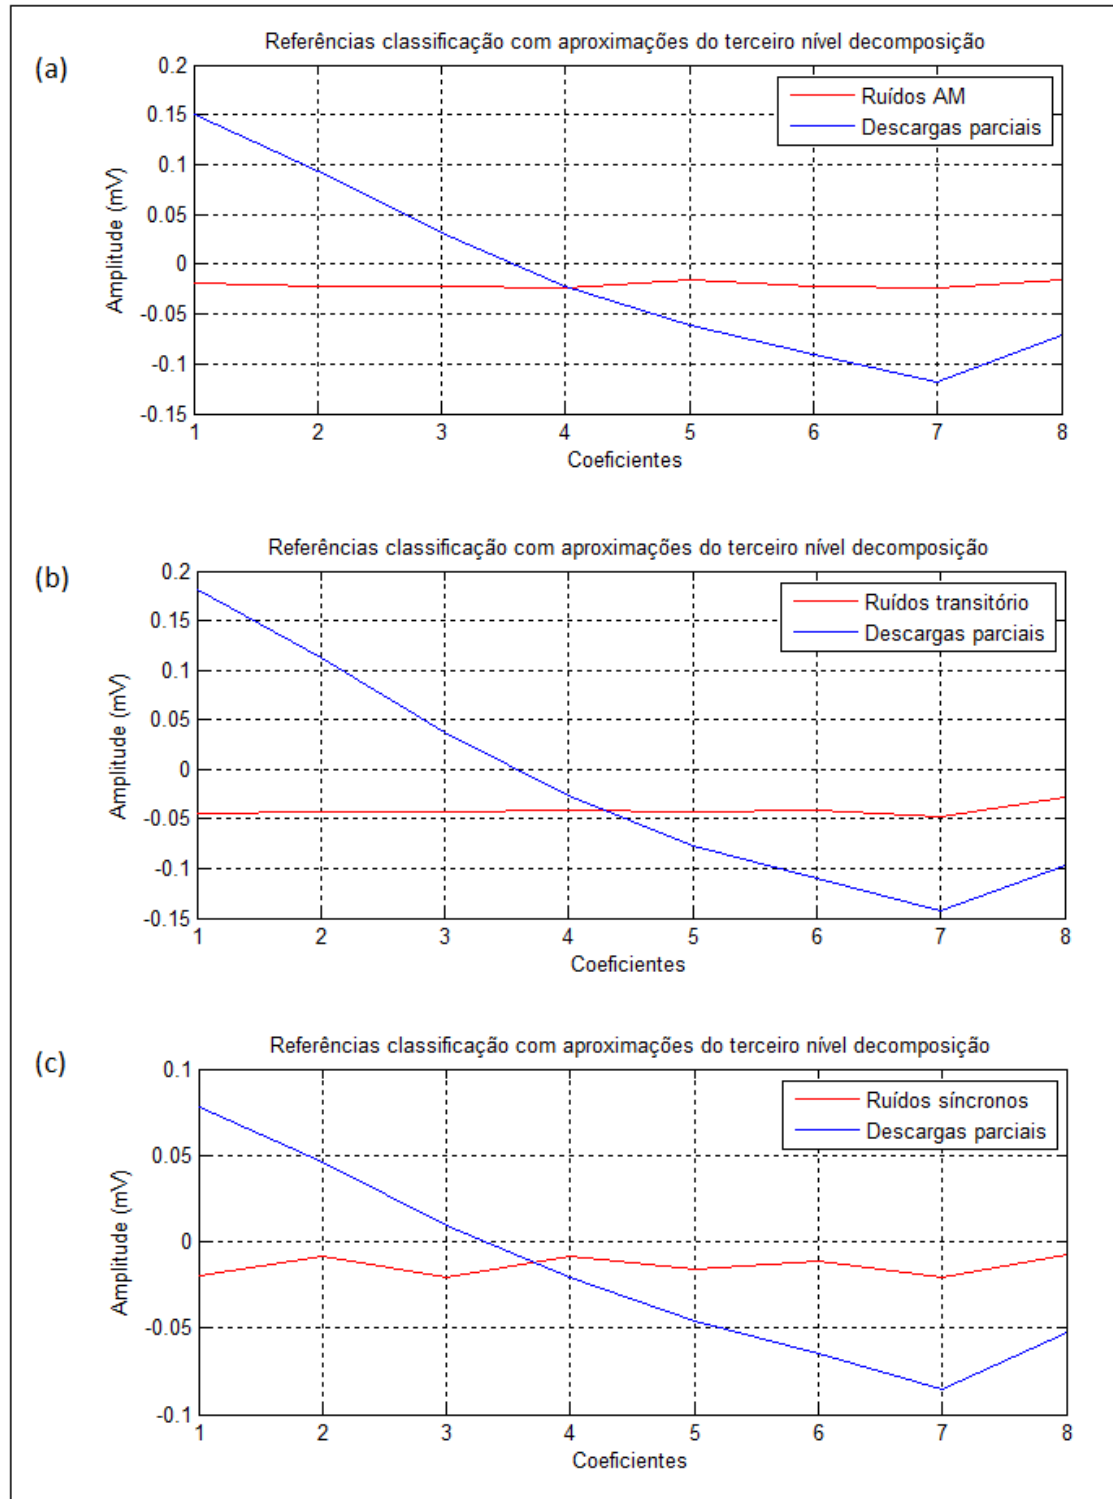 (a)
Referências classificação com aproximações do terceiro nível decomposição
Ruídos AM
Descargas parciais
Amplitude (mV)
0.2
0.15
0.1
0.05
0
-0.05
-0.1
-0.15
1 2 3 4 5 6 7 8
Coeficientes
(b)
Referências classificação com aproximações do terceiro nível decomposição
Ruídos transitório
Descargas parciais
Amplitude (mV)
0.2
0.15
0.1
0.05
0
-0.05
-0.1
-0.15
1 2 3 4 5 6 7 8
Coeficientes
(c)
Referências classificação com aproximações do terceiro nível decomposição
Ruídos síncronos
Descargas parciais
Amplitude (mV)
0.1
0.05
0
-0.05
-0.1
1 2 3 4 5 6 7 8
Coeficientes